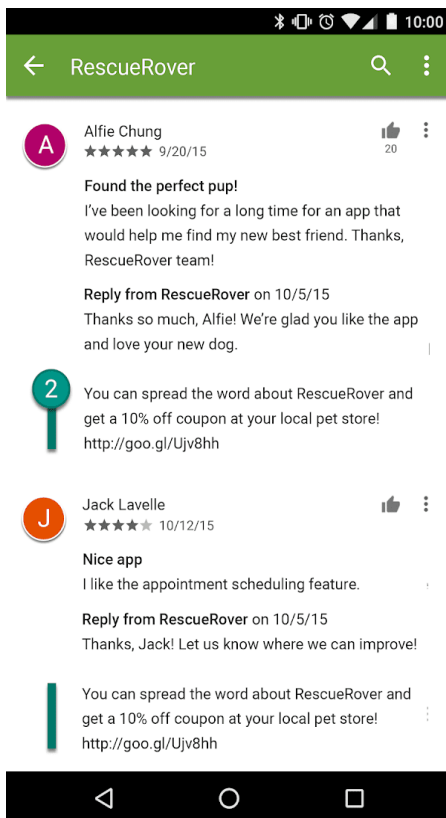 10:00
RescueRover
A
Alfie Chung
★★★★★ 9/20/15
20
Found the perfect pup!
I've been looking for a long time for an app that
would help me find my new best friend. Thanks,
RescueRover team!
Reply from RescueRover on 10/5/15
Thanks so much, Alfie! We're glad you like the app
and love your new dog.
2
You can spread the word about RescueRover and
get a 10% off coupon at your local pet store!
http://goo.gl/Ujv8hh
J
Jack Lavelle
★★★★★ 10/12/15
Nice app
I like the appointment scheduling feature.
Reply from RescueRover on 10/5/15
Thanks, Jack! Let us know where we can improve!
You can spread the word about RescueRover and
get a 10% off coupon at your local pet store!
http://goo.gl/Ujv8hh